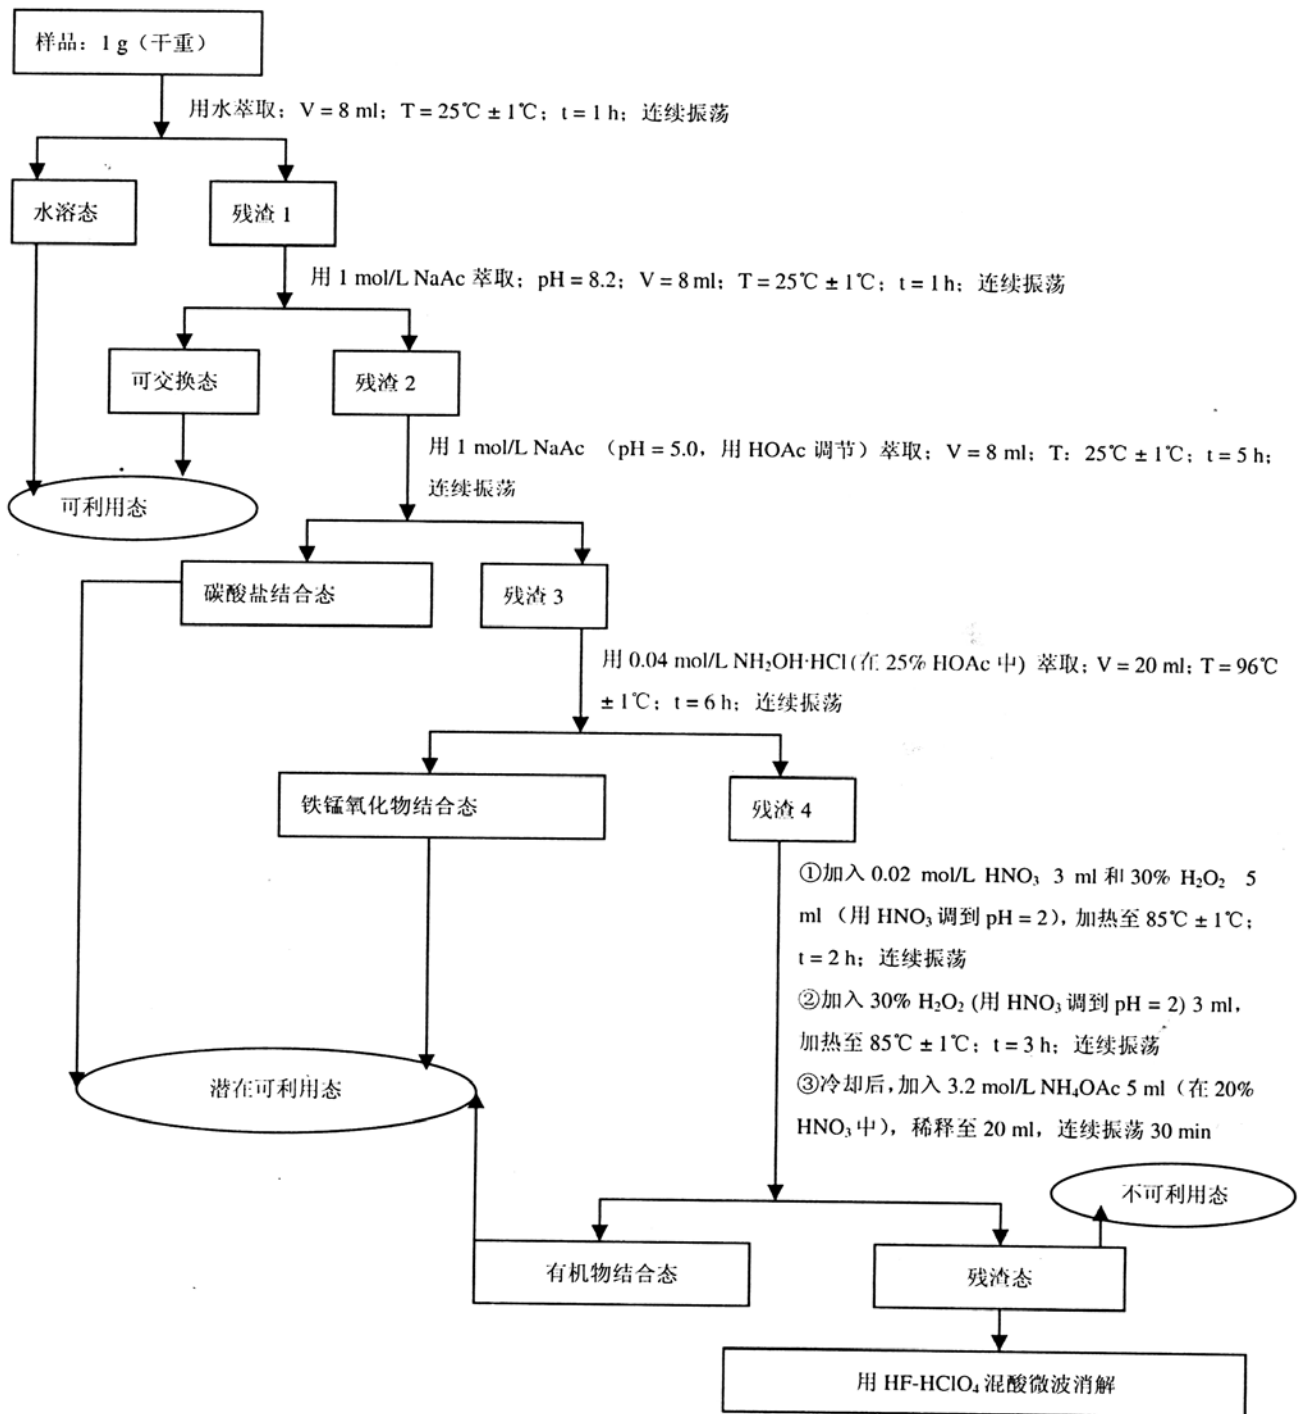 样品：1 g（干重）
用水萃取；V = 8 ml；T = 25℃ ± 1℃；t = 1 h；连续振荡
水溶态
残渣 1
用 1 mol/L NaAc 萃取；pH = 8.2；V = 8 ml；T = 25℃ ± 1℃；t = 1 h；连续振荡
可交换态
残渣 2
用 1 mol/L NaAc （pH = 5.0，用 HOAc 调节）萃取；V = 8 ml；T：25℃ ± 1℃；t = 5 h；
连续振荡
可利用态
碳酸盐结合态
残渣 3
用 0.04 mol/L NH₂OH·HCl (在 25% HOAc 中) 萃取；V = 20 ml；T = 96℃
± 1℃；t = 6 h；连续振荡
铁锰氧化物结合态
残渣 4
①加入 0.02 mol/L HNO₃ 3 ml 和 30% H₂O₂ 5
ml（用 HNO₃ 调到 pH = 2），加热至 85℃ ± 1℃；
t = 2 h；连续振荡
②加入 30% H₂O₂ (用 HNO₃ 调到 pH = 2) 3 ml，
加热至 85℃ ± 1℃；t = 3 h；连续振荡
③冷却后，加入 3.2 mol/L NH₄OAc 5 ml（在 20%
HNO₃ 中），稀释至 20 ml，连续振荡 30 min
潜在可利用态
不可利用态
有机物结合态
残渣态
用 HF-HClO₄ 混酸微波消解